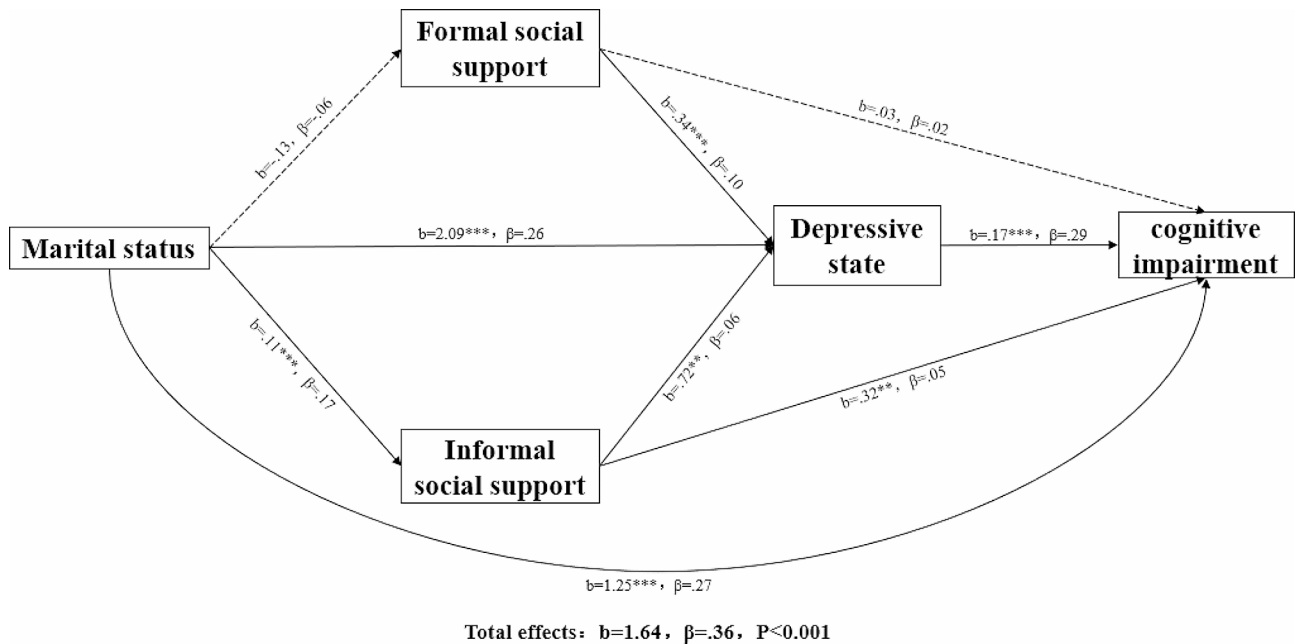 Formal social
support
b=-.13, β=-.06
b=.34***, β=.10
b=.03, β=.02
Marital status
b=2.09***, β=.26
Depressive
state
b=.17***, β=.29
cognitive
impairment
b=.11***, β=.17
b=.72**, β=.06
b=.32**, β=.05
Informal
social support
b=1.25***, β=.27
Total effects: b=1.64, β=.36, P<0.001